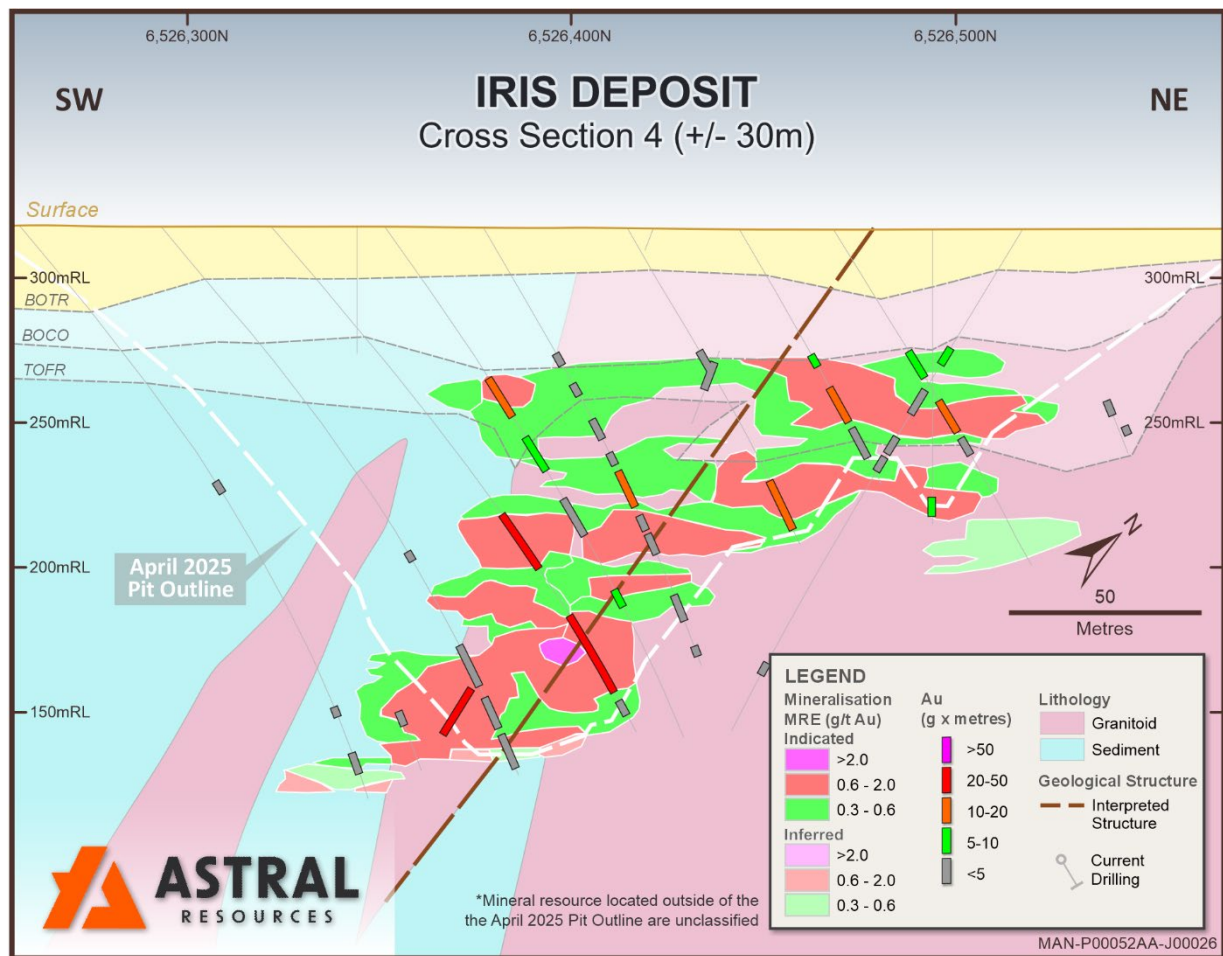 6,526,300N
6,526,400N
6,526,500N
SW
IRIS DEPOSIT
NE
Cross Section 4 (+/- 30m)
Surface
300mRL
300mRL
BOTR
BOCO
TOFR
250mRL
250mRL
200mRL
April 2025
Pit Outline
N
50
Metres
150mRL
LEGEND
Mineralisation
MRE (g/t Au)
Indicated
>2.0
0.6 - 2.0
0.3 - 0.6
Inferred
>2.0
0.6 - 2.0
0.3 - 0.6
Au
(g x metres)
>50
20-50
10-20
5-10
<5
Lithology
Granitoid
Sediment
Geological Structure
Interpreted
Structure
Current
Drilling
ASTRAL
RESOURCES
*Mineral resource located outside of the
the April 2025 Pit Outline are unclassified
MAN-P00052AA-J00026